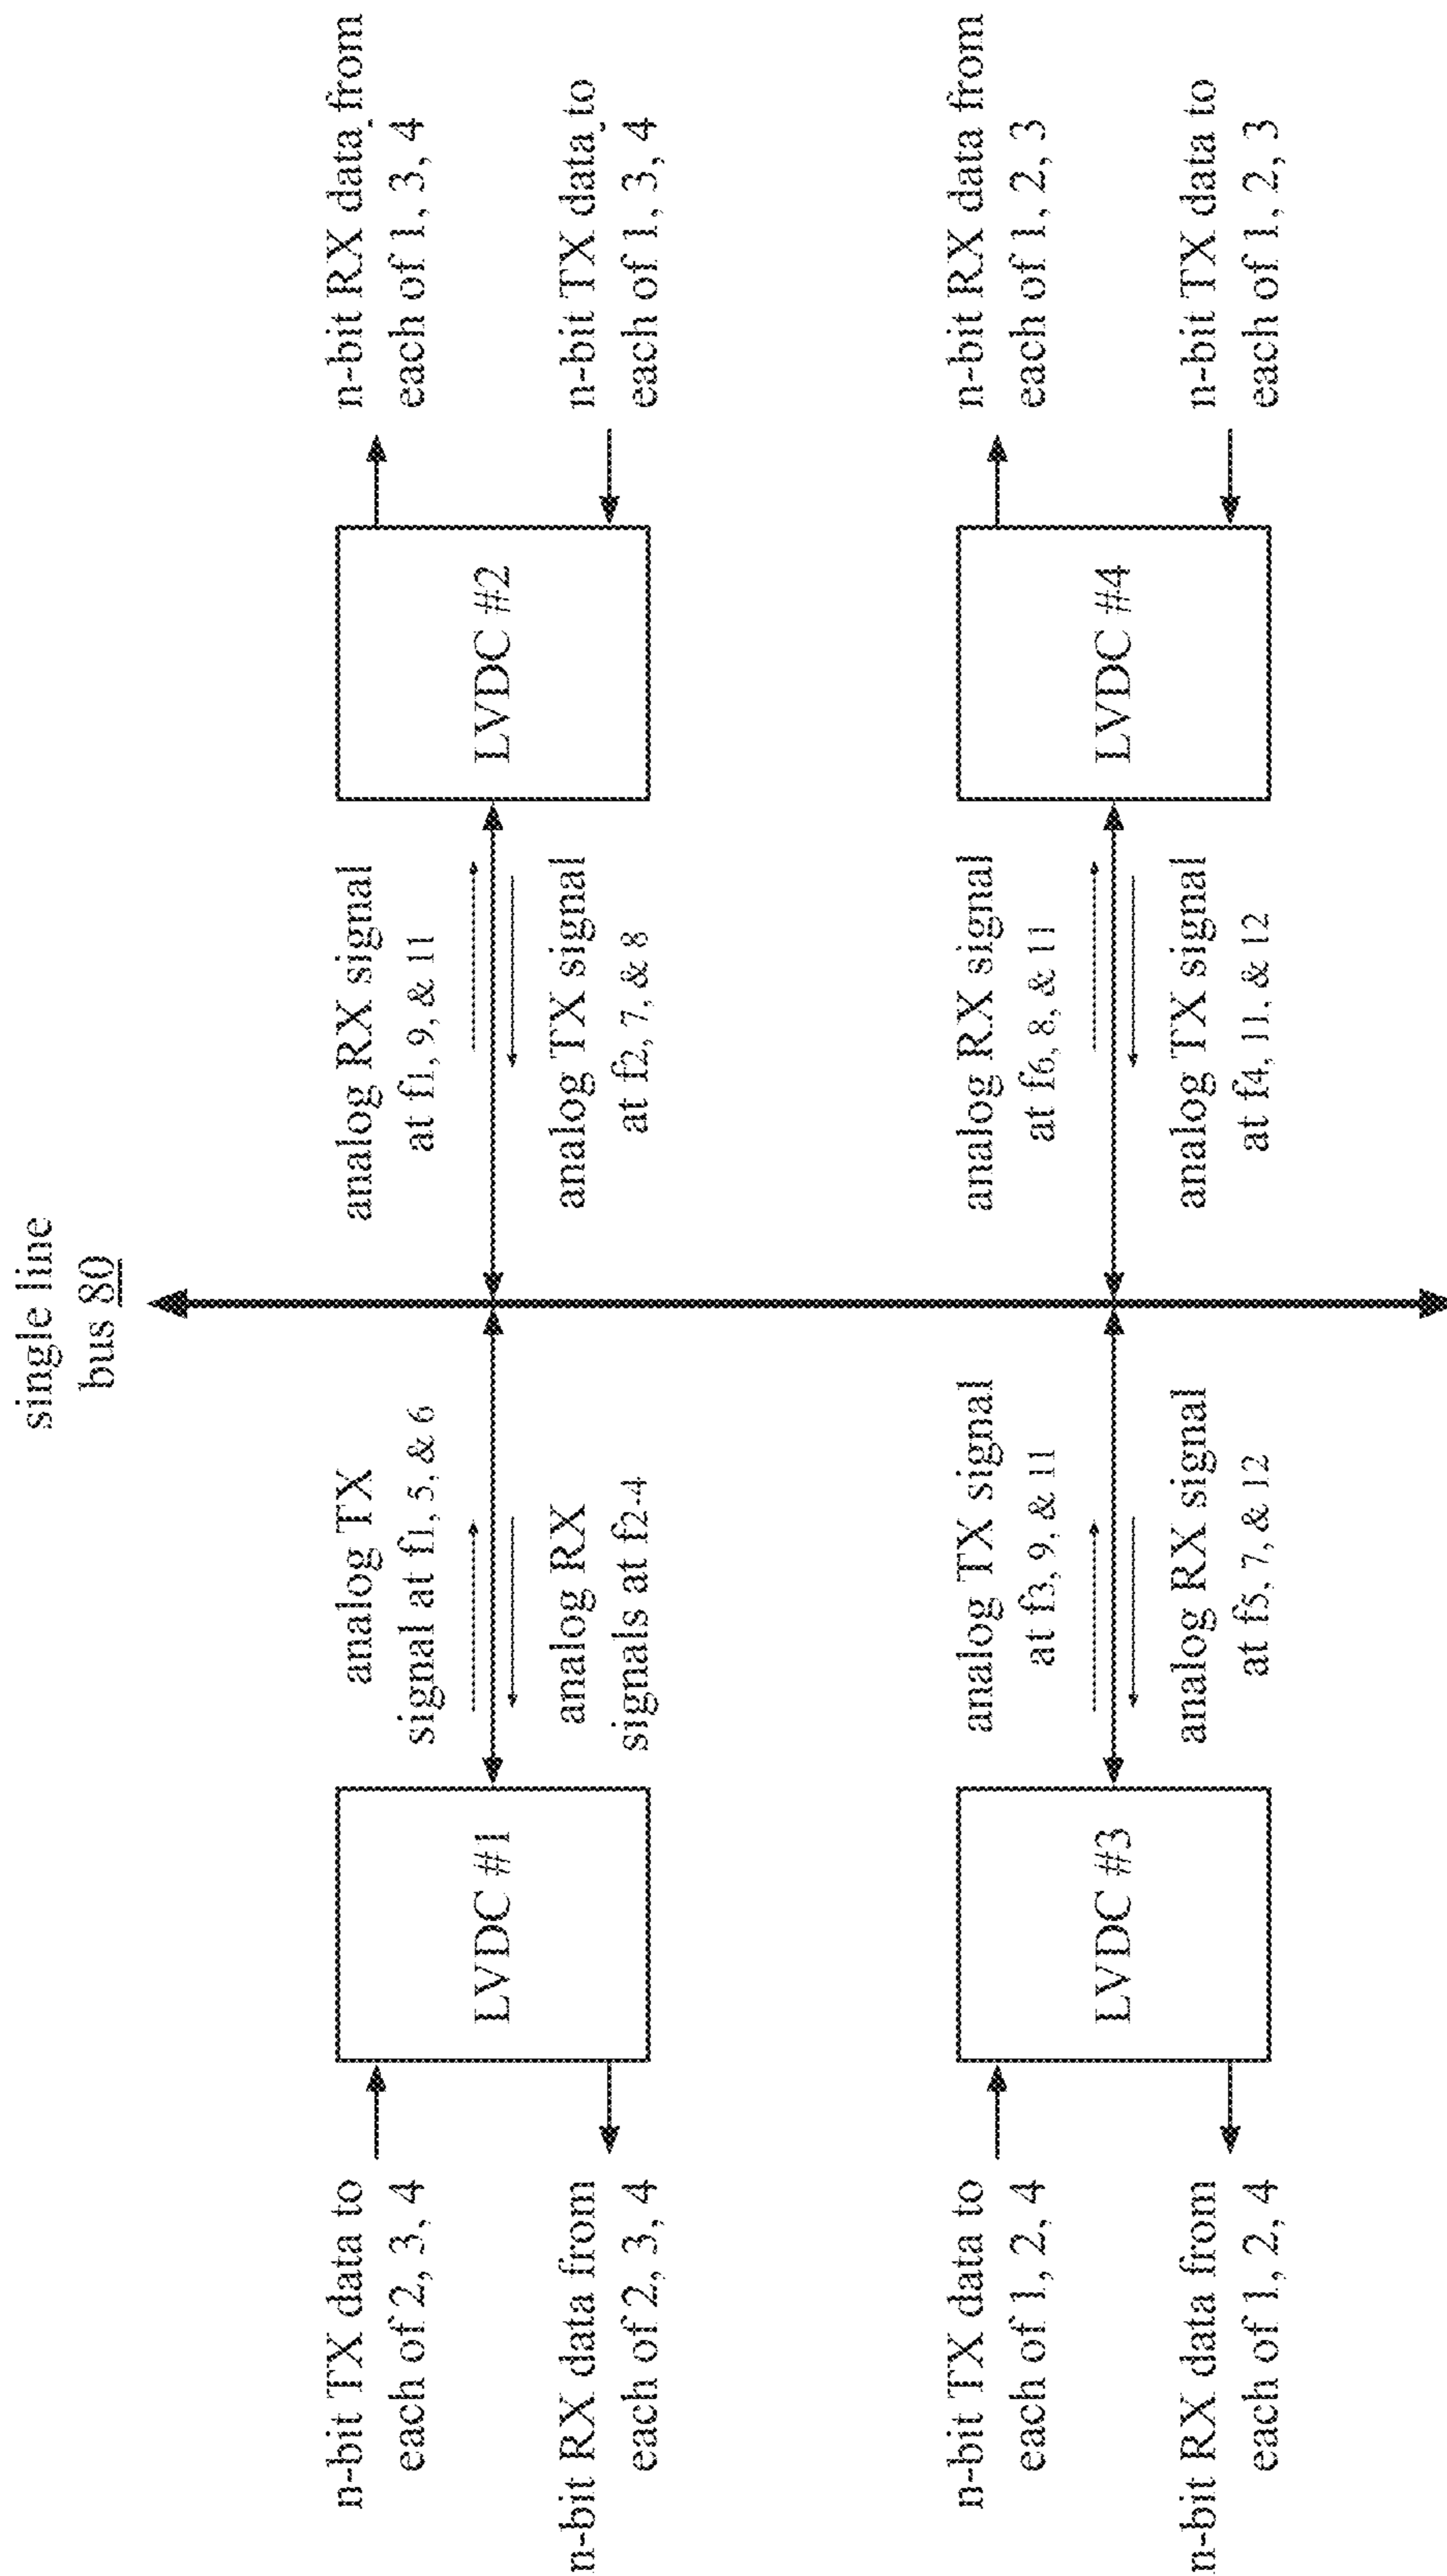 single line
bus 80
n-bit TX data to
each of 2, 3, 4
n-bit RX data from
each of 2, 3, 4
LVDC #1
analog TX
signal at f1, 5, & 6
analog RX
signals at f2-4
analog RX signal
at f1, 9, & 11
analog TX signal
at f2, 7, & 8
LVDC #2
n-bit RX data from
each of 1, 3, 4
n-bit TX data to
each of 1, 3, 4
n-bit TX data to
each of 1, 2, 4
n-bit RX data from
each of 1, 2, 4
LVDC #3
analog TX signal
at f3, 9, & 11
analog RX signal
at f5, 7, & 12
analog RX signal
at f6, 8, & 11
analog TX signal
at f4, 11, & 12
LVDC #4
n-bit RX data from
each of 1, 2, 3
n-bit TX data to
each of 1, 2, 3